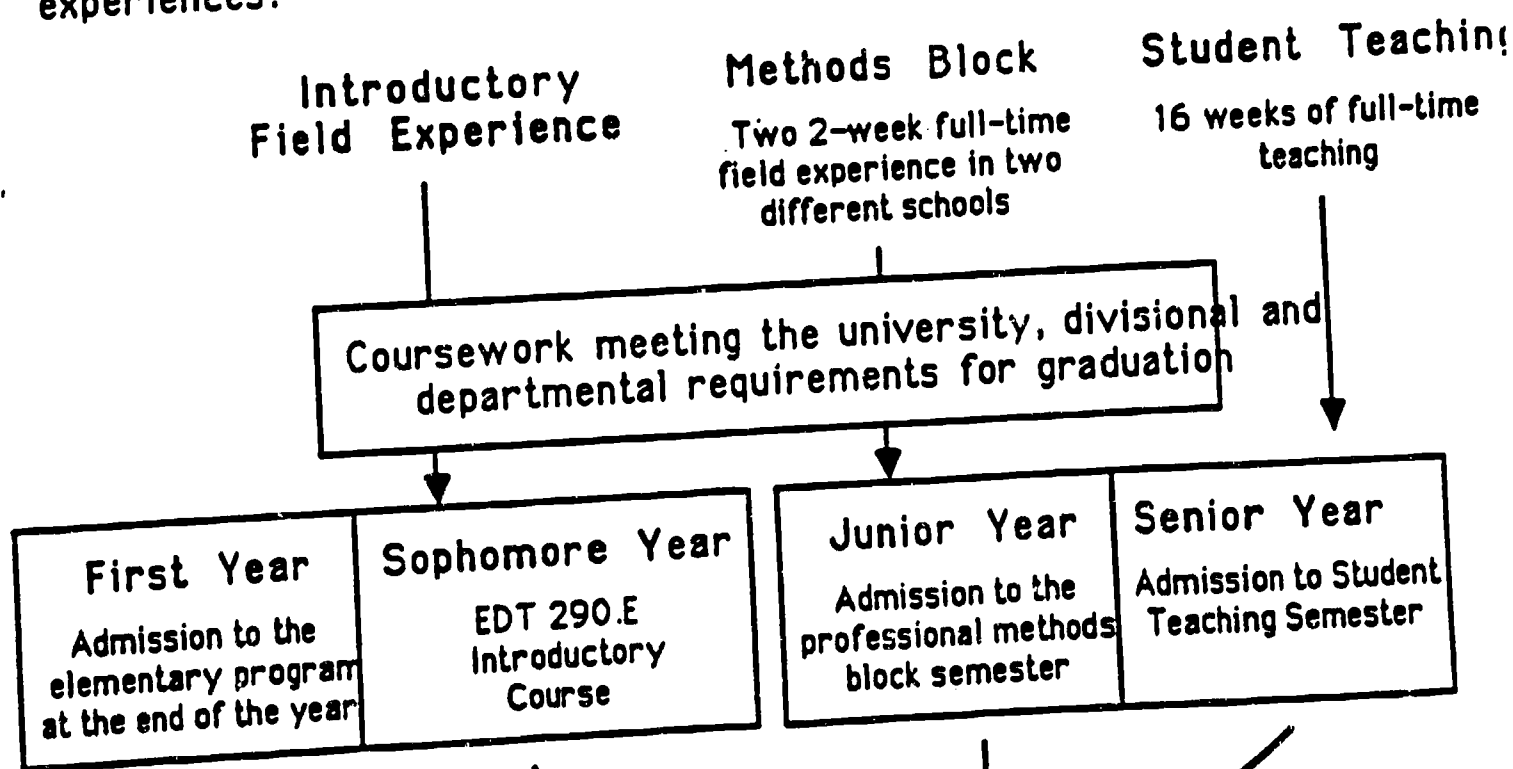 experiences.
Introductory
Field Experience
Methods Block
Two 2-week full-time
field experience in two
different schools
Student Teaching
16 weeks of full-time
teaching
Coursework meeting the university, divisional and
departmental requirements for graduation
First Year
Admission to the
elementary program
at the end of the year
Sophomore Year
EDT 290.E
Introductory
Course
Junior Year
Admission to the
professional methods
block semester
Senior Year
Admission to Student
Teaching Semester